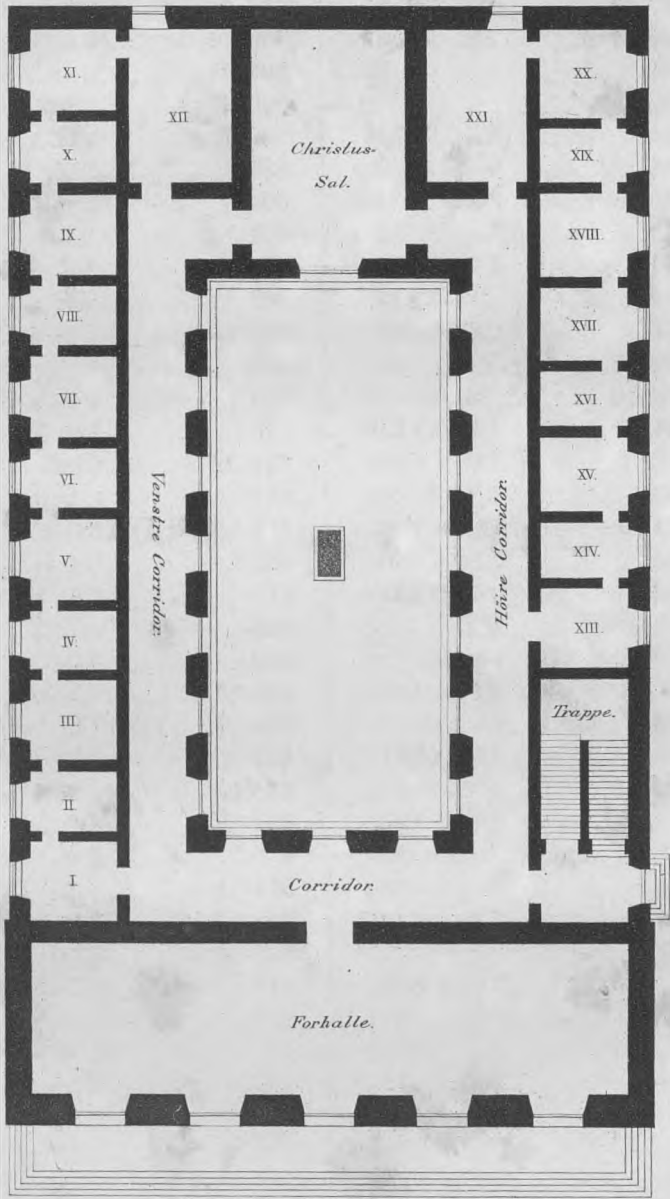 XI.
XX.
XII.
XXI.
Christus-
Sal.
X.
XIX.
IX.
XVIII.
VIII.
XVII.
VII.
XVI.
VI.
XV.
Venstre Corridor.
Höire Corridor.
V.
XIV.
IV.
XIII.
III.
Trappe.
II.
I.
Corridor.
Forhalle.